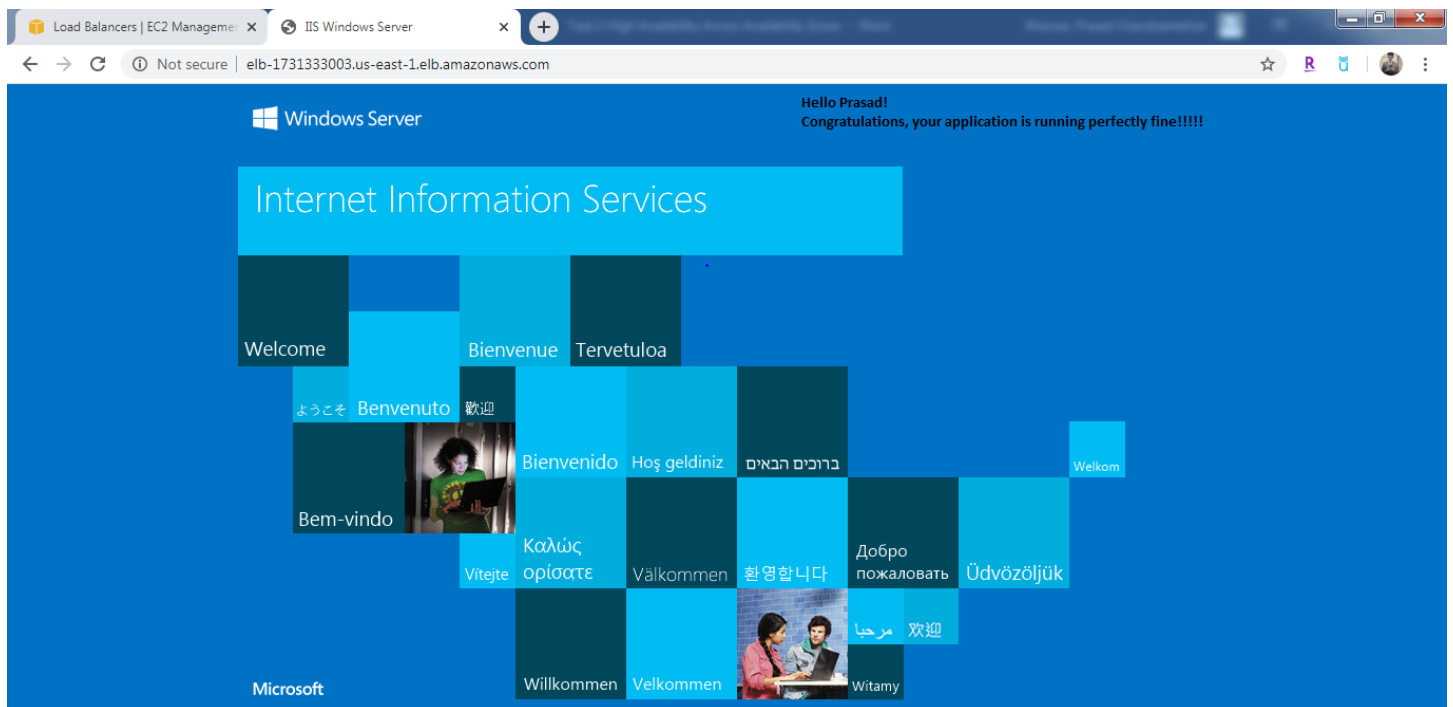 Load Balancers | EC2 Managemen
IIS Windows Server
Not secure | elb-1731333003.us-east-1.elb.amazonaws.com
Windows Server
Hello Prasad!
Congratulations, your application is running perfectly fine!!!!!
Internet Information Services
Welcome
Bienvenue
Tervetuloa
ようこそ
Benvenuto
歡迎
Bienvenido
Hoş geldiniz
ברוכים הבאים
Welkom
Bem-vindo
Vítejte
Καλώς
ορίσατε
Välkommen
환영합니다
Добро
пожаловать
Üdvözöljük
مرحبا
欢迎
Willkommen
Velkommen
Witamy
Microsoft